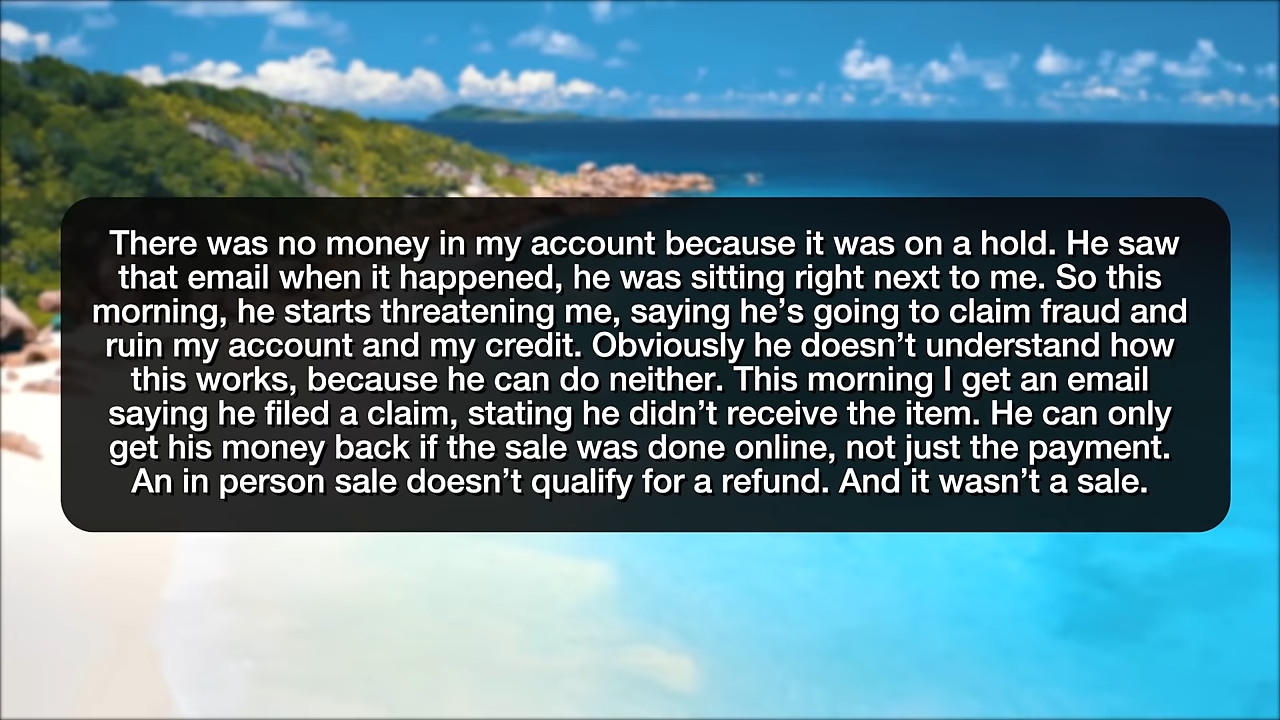 There was no money in my account because it was on a hold. He saw
that email when it happened, he was sitting right next to me. So this
morning, he starts threatening me, saying he’s going to claim fraud and
ruin my account and my credit. Obviously he doesn’t understand how
this works, because he can do neither. This morning I get an email
saying he filed a claim, stating he didn’t receive the item. He can only
get his money back if the sale was done online, not just the payment.
An in person sale doesn’t qualify for a refund. And it wasn’t a sale.